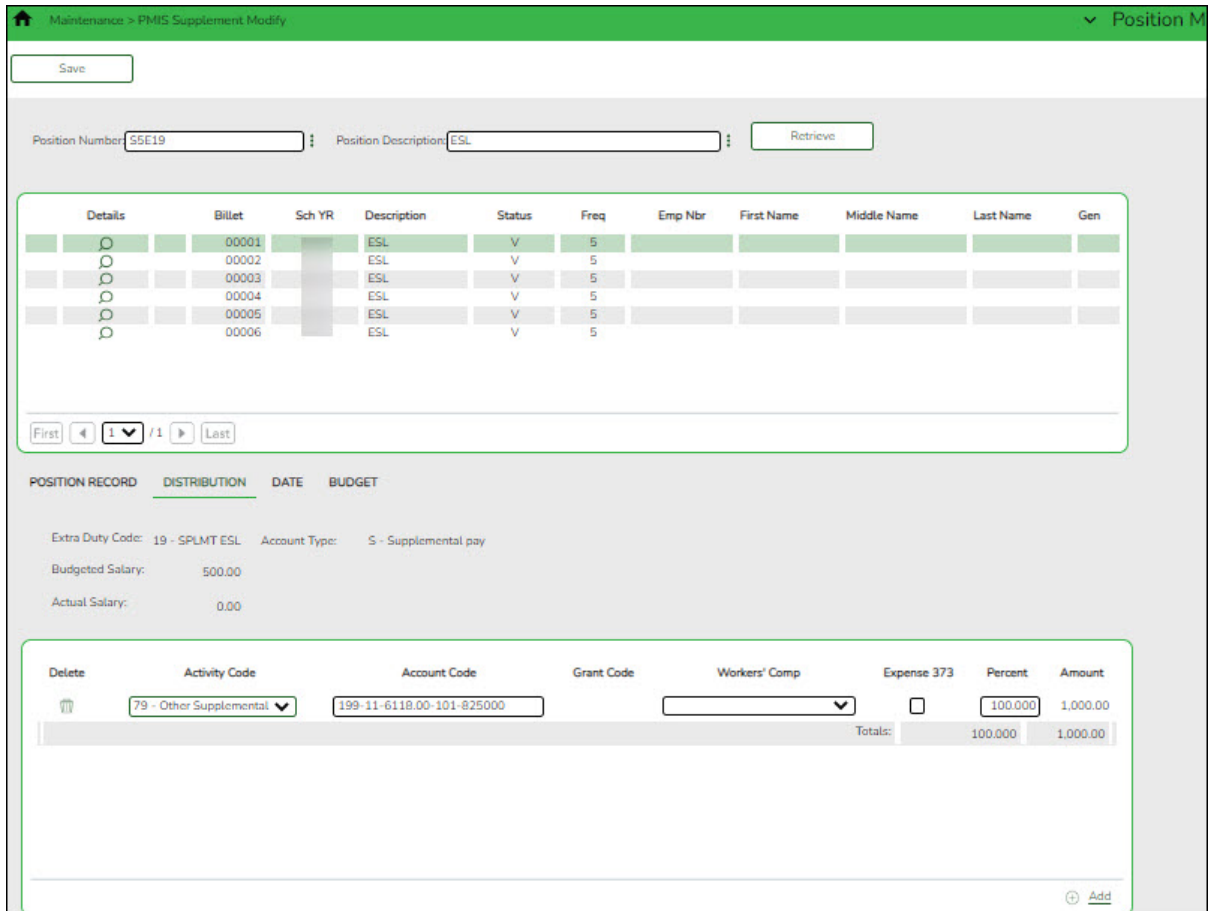 Maintenance > PMIS Supplement Modify
Position M
Save
Position Number: S5E19 Position Description: ESL Retrieve
Details Billet Sch YR Description Status Freq Emp Nbr First Name Middle Name Last Name Gen
00001 ESL V 5
00002 ESL V 5
00003 ESL V 5
00004 ESL V 5
00005 ESL V 5
00006 ESL V 5
First 1 / 1 Last
POSITION RECORD DISTRIBUTION DATE BUDGET
Extra Duty Code: 19 - SPLMT ESL Account Type: S - Supplemental pay
Budgeted Salary: 500.00
Actual Salary: 0.00
Delete Activity Code Account Code Grant Code Workers' Comp Expense 373 Percent Amount
79 - Other Supplemental 199-11-6118.00-101-825000 100.000 1,000.00
Totals: 100.000 1,000.00
Add